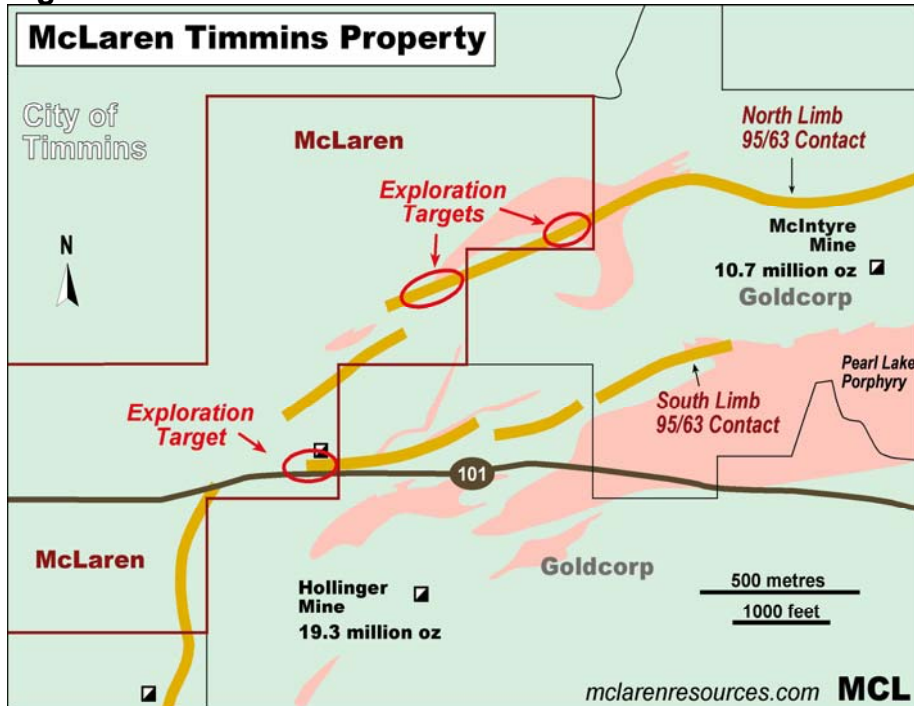 McLaren Timmins Property
City of
Timmins
McLaren
North Limb
95/63 Contact
Exploration
Targets
N
McIntyre
Mine
10.7 million oz
Goldcorp
Pearl Lake
Porphyry
Exploration
Target
South Limb
95/63 Contact
101
McLaren
Goldcorp
Hollinger
Mine
19.3 million oz
500 metres
1000 feet
mclarenresources.com MCL